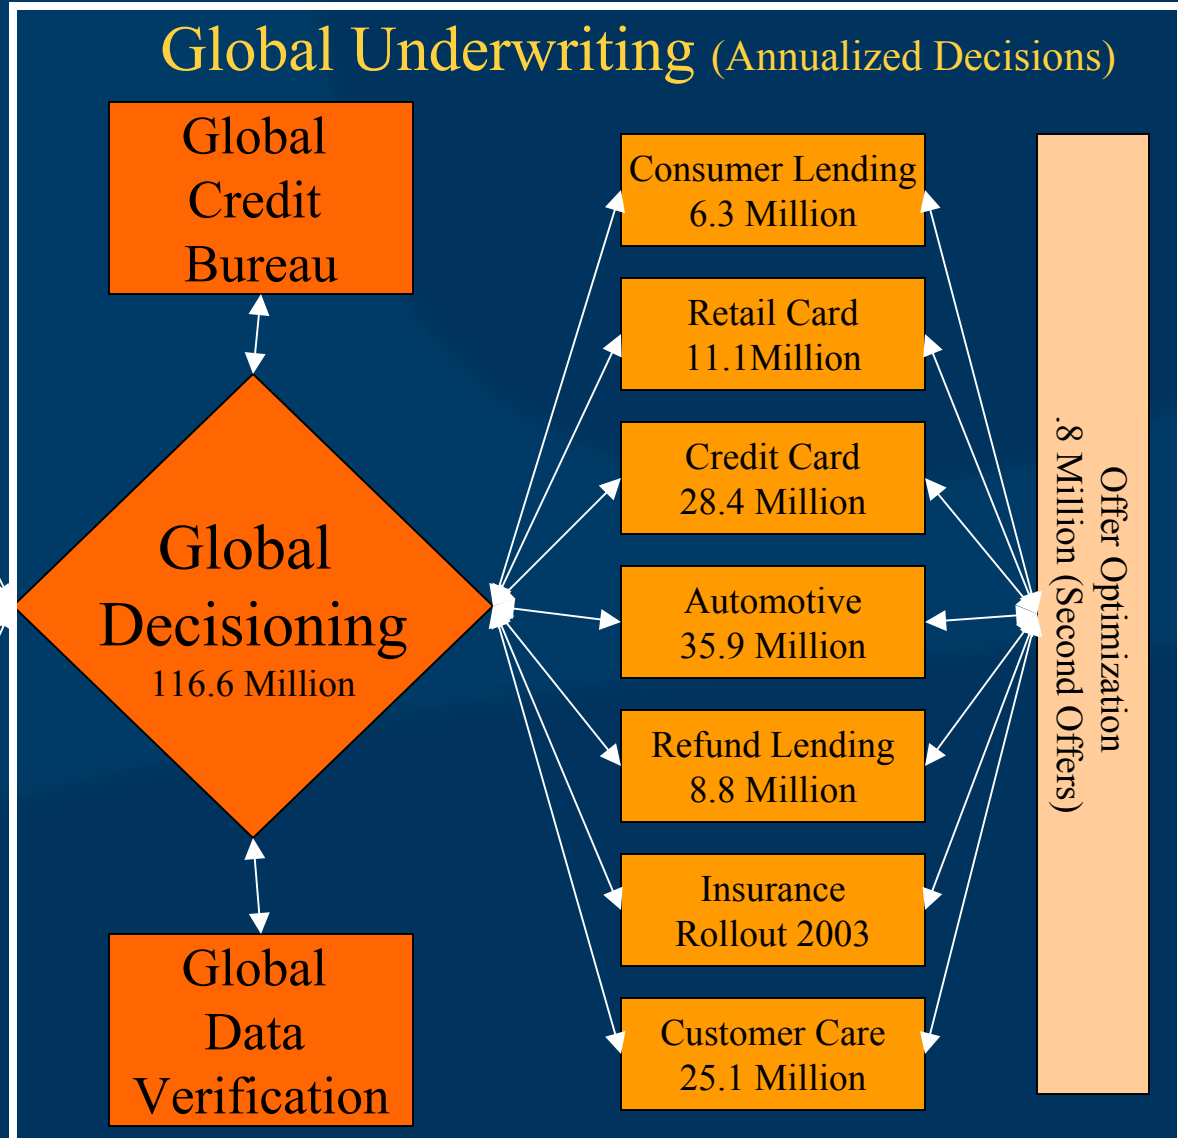 Global Underwriting (Annualized Decisions)
Global
Credit
Bureau
Global
Decisioning
116.6 Million
Global
Data
Verification
Consumer Lending
6.3 Million
Retail Card
11.1Million
Credit Card
28.4 Million
Automotive
35.9 Million
Refund Lending
8.8 Million
Insurance
Rollout 2003
Customer Care
25.1 Million
Offer Optimization
.8 Million (Second Offers)